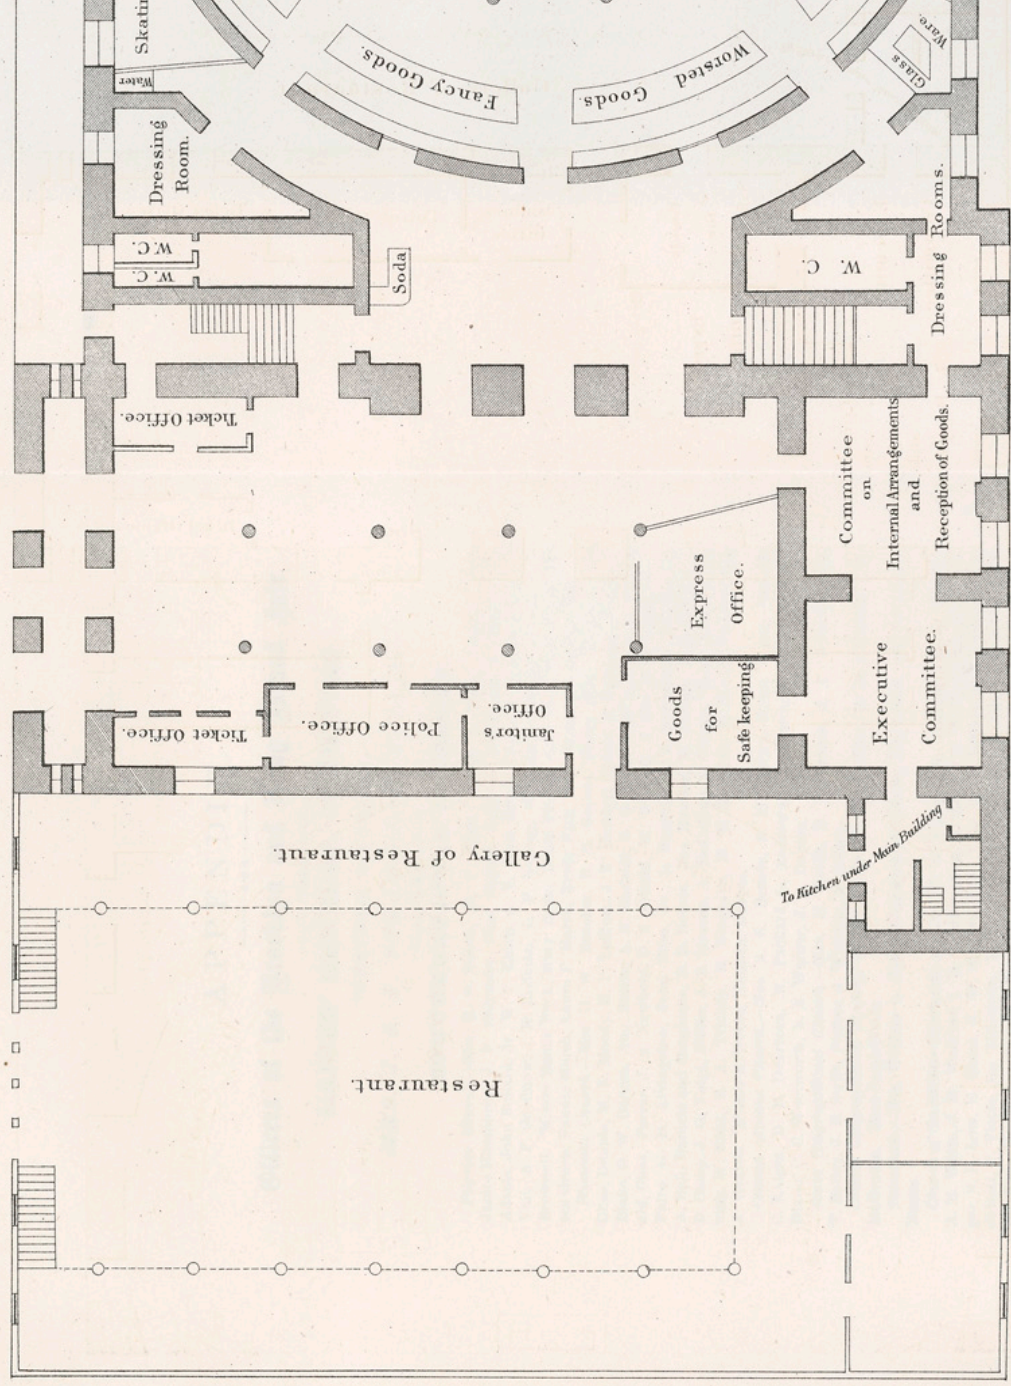 Skatin
Water
Fancy Goods.
Worsted
Goods.
Glass
Ware.
Dressing
Room.
W.C.
W.C.
Soda
W. C.
Dressing Rooms.
Ticket Office.
Committee
on
Internal Arrangements
and
Reception of Goods.
Express
Office.
Executive
Committee.
Goods
for
Safe keeping
Janitor's
Office.
Police Office.
Ticket Office.
Gallery of Restaurant.
To Kitchen under Main Building
Restaurant.